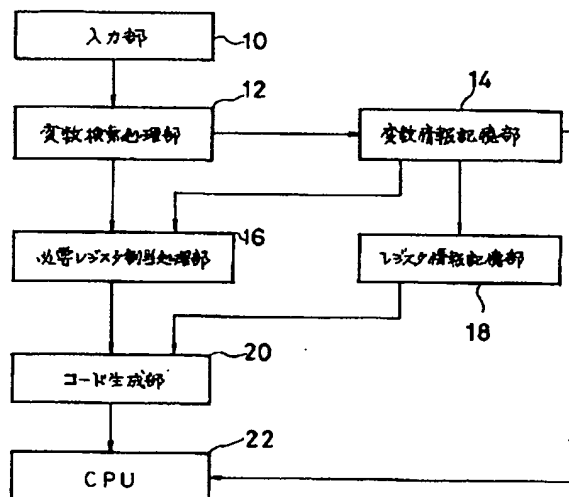 入力部
10
12
変数検索処理部
14
変数情報記憶部
16
必要レジスタ割当処理部
レジスタ情報記憶部
18
20
コード生成部
22
CPU